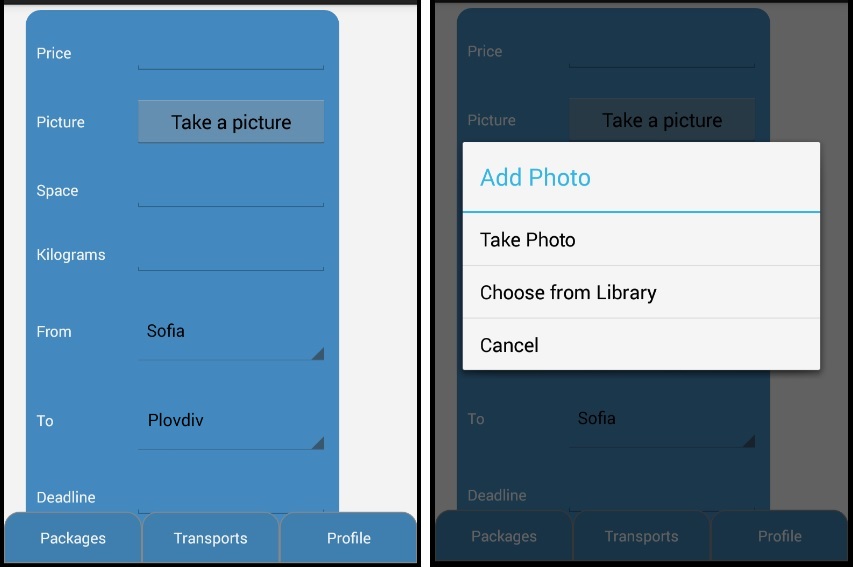 Price
Picture Take a picture
Space
Kilograms
From Sofia
To Plovdiv
Deadline
Packages Transports Profile
Price
Picture Take a picture
Add Photo
Take Photo
Choose from Library
Cancel
To Sofia
Deadline
Packages Transports Profile